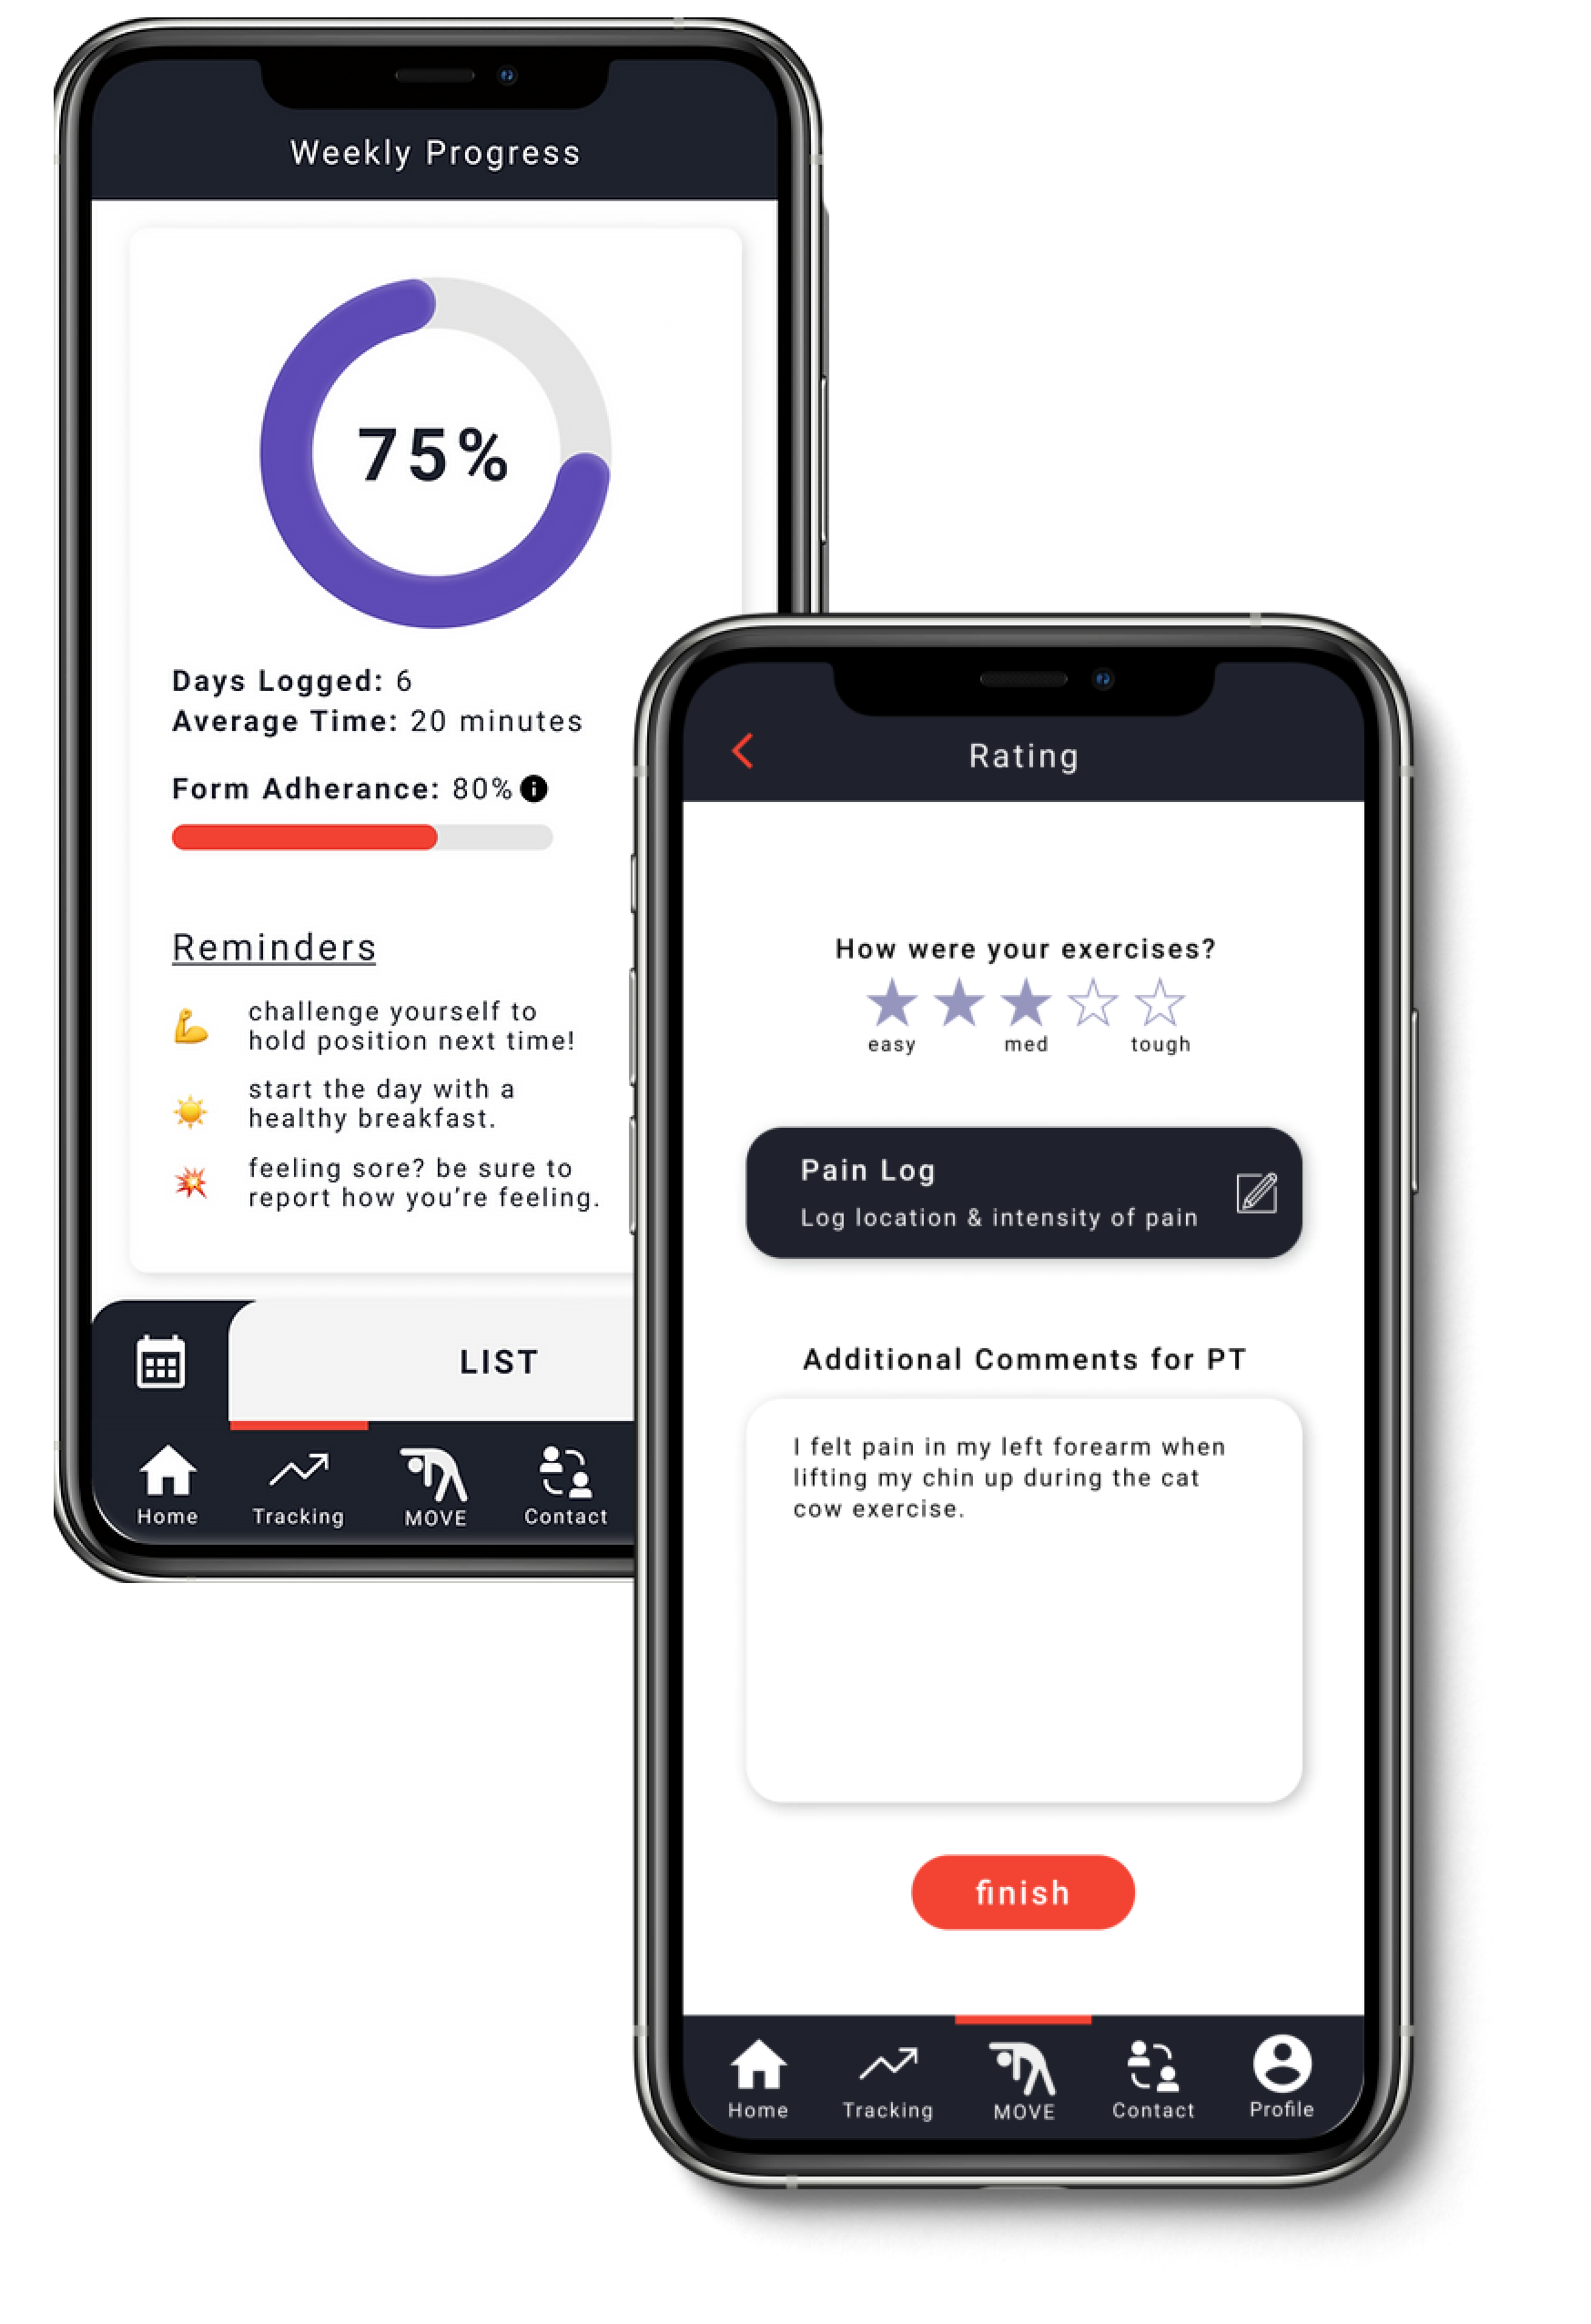 Weekly Progress
75%
Days Logged: 6
Average Time: 20 minutes
Form Adherance: 80%
Reminders
challenge yourself to
hold position next time!
start the day with a
healthy breakfast.
feeling sore? be sure to
report how you’re feeling.
LIST
Home
Tracking
MOVE
Contact
Rating
How were your exercises?
easy
med
tough
Pain Log
Log location & intensity of pain
Additional Comments for PT
I felt pain in my left forearm when
lifting my chin up during the cat
cow exercise.
finish
Home
Tracking
MOVE
Contact
Profile